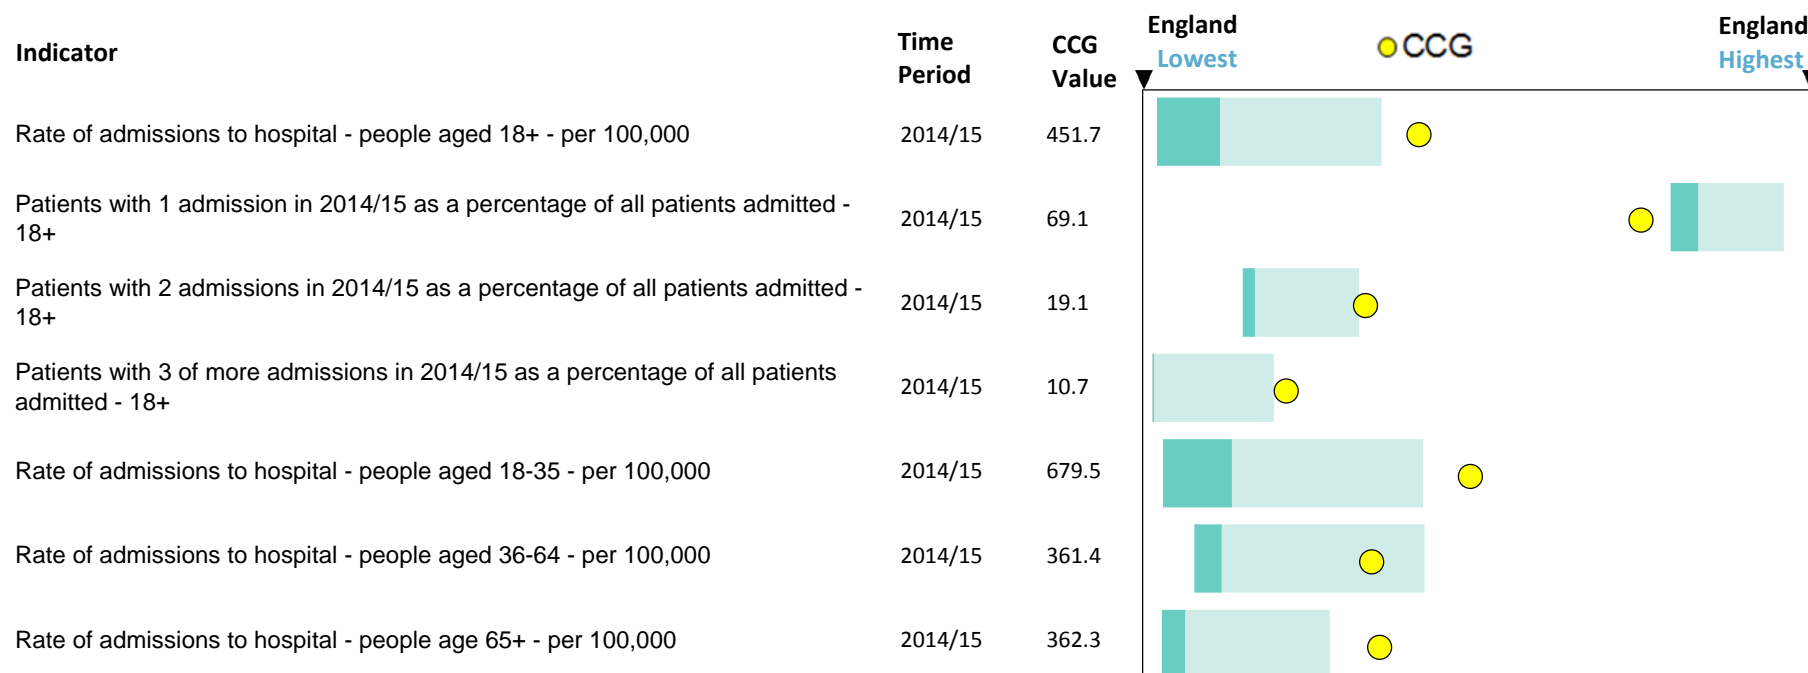 Indicator
Time
Period
CCG
Value
England
Lowest
CCG
England
Highest
Rate of admissions to hospital - people aged 18+ - per 100,000
2014/15
451.7
Patients with 1 admission in 2014/15 as a percentage of all patients admitted -
18+
2014/15
69.1
Patients with 2 admissions in 2014/15 as a percentage of all patients admitted -
18+
2014/15
19.1
Patients with 3 of more admissions in 2014/15 as a percentage of all patients
admitted - 18+
2014/15
10.7
Rate of admissions to hospital - people aged 18-35 - per 100,000
2014/15
679.5
Rate of admissions to hospital - people aged 36-64 - per 100,000
2014/15
361.4
Rate of admissions to hospital - people age 65+ - per 100,000
2014/15
362.3